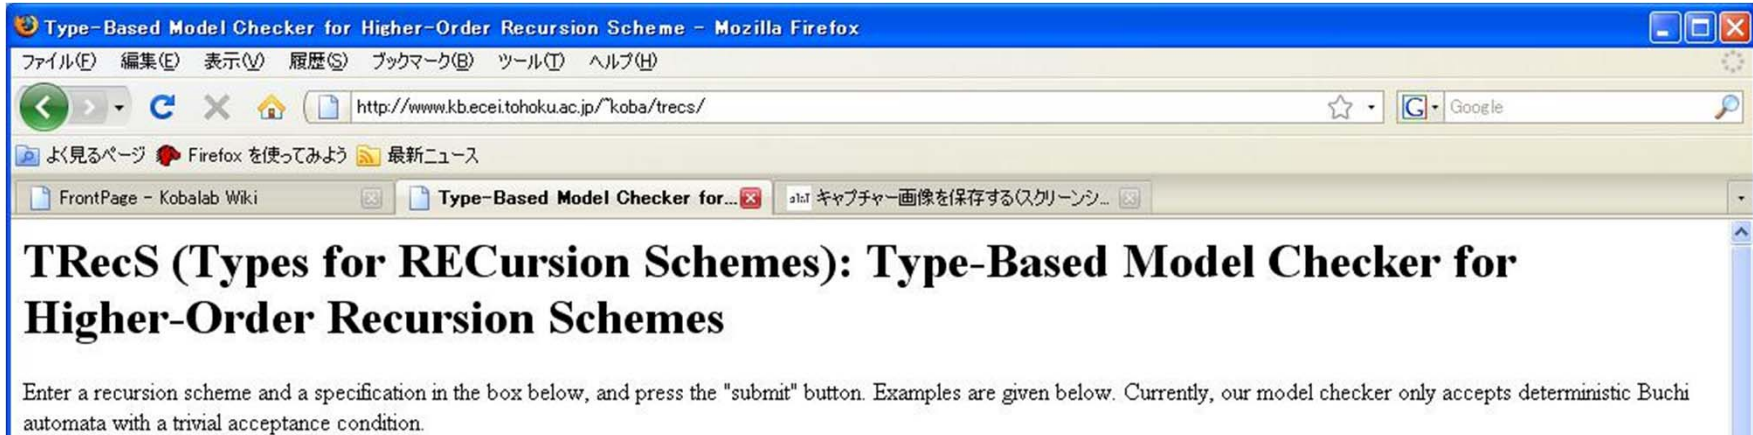 Type-Based Model Checker for Higher-Order Recursion Scheme - Mozilla Firefox
ファイル(F) 編集(E) 表示(V) 履歴(S) ブックマーク(B) ツール(T) ヘルプ(H)
http://www.kb.ecei.tohoku.ac.jp/~koba/trecs/ G Google
よく見るページ Firefox を使ってみよう 最新ニュース
FrontPage - Kobalab Wiki Type-Based Model Checker for... キャプチャー画像を保存する(スクリーンシ...
TRecS (Types for RECursion Schemes): Type-Based Model Checker for
Higher-Order Recursion Schemes
Enter a recursion scheme and a specification in the box below, and press the "submit" button. Examples are given below. Currently, our model checker only accepts deterministic Buchi
automata with a trivial acceptance condition.